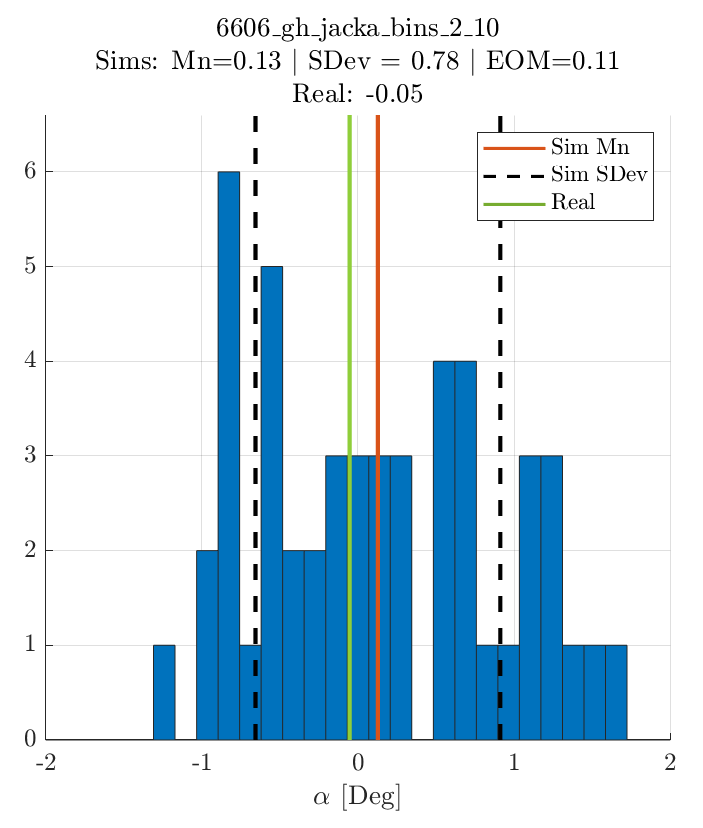 6606_gh_jacka_bins_2_10
Sims: Mn=0.13 | SDev = 0.78 | EOM=0.11
Real: -0.05
Sim Mn
Sim SDev
Real
6
5
4
3
2
1
0
-2 -1 0 1 2
α [Deg]